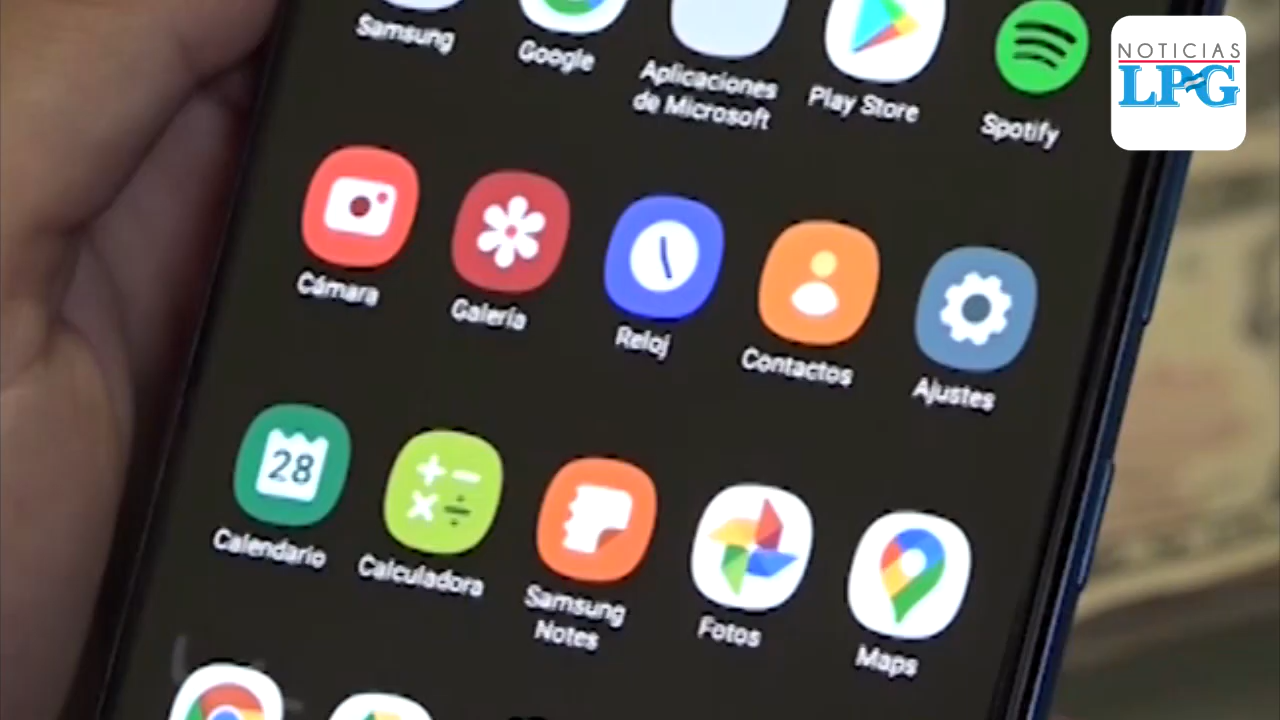 NOTICIAS
LPG
Samsung
Google
Aplicaciones
de Microsoft
Play Store
Spotify
Cámara
Galería
Reloj
Contactos
Ajustes
28
Calendario
Calculadora
Samsung
Notes
Fotos
Maps